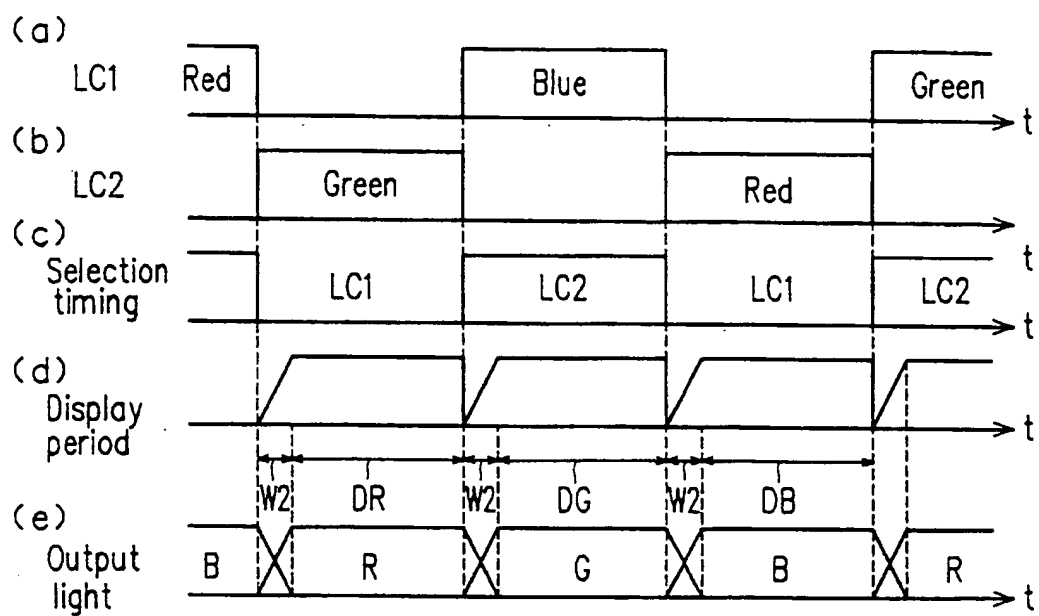 (a)
LC1 Red Blue Green
t
(b)
LC2 Green Red
t
(c)
Selection
timing LC1 LC2 LC1 LC2
t
(d)
Display
period
t
W2 DR W2 DG W2 DB
(e)
Output
light B R G B R
t